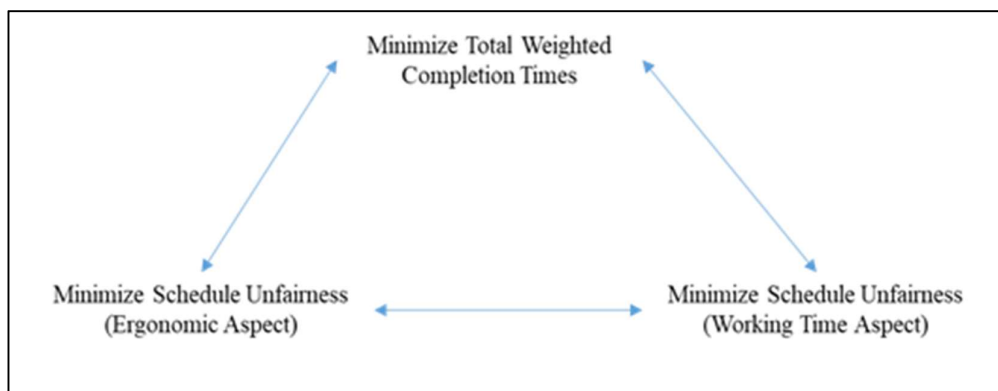 Minimize Total Weighted
Completion Times
Minimize Schedule Unfairness
(Ergonomic Aspect)
Minimize Schedule Unfairness
(Working Time Aspect)